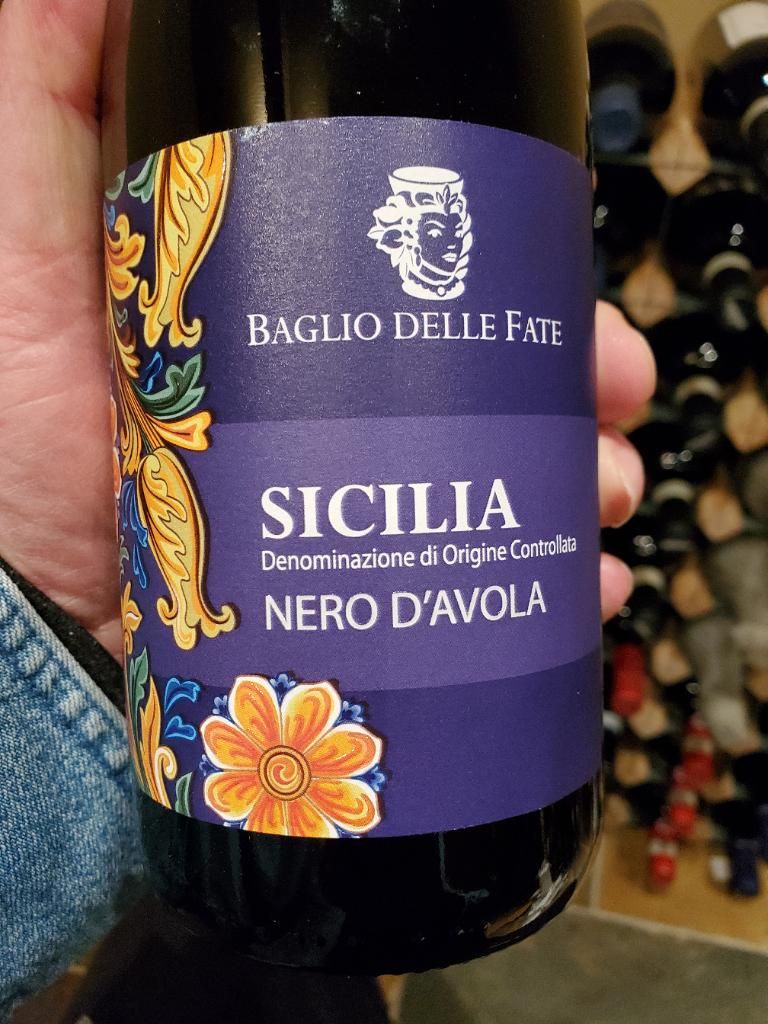 BAGLIO DELLE FATE
SICILIA
Denominazione di Origine Controllata
NERO D'AVOLA